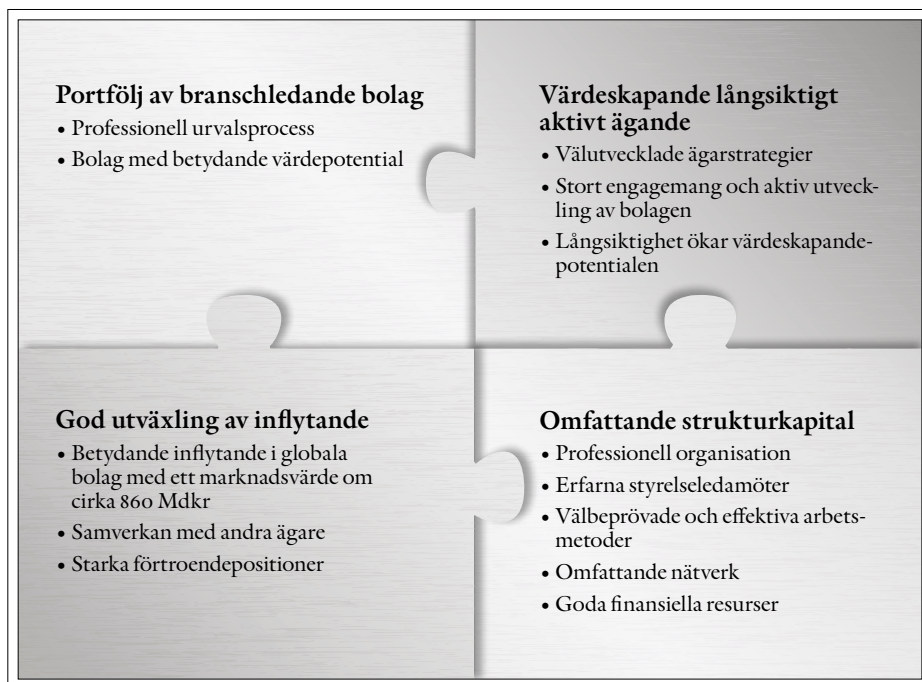 Portfölj av branschledande bolag
• Professionell urvalsprocess
• Bolag med betydande värdepotential
Värdeskapande långsiktigt
aktivt ägande
• Välutvecklade ägarstrategier
• Stort engagemang och aktiv utveck-
ling av bolagen
• Långsiktighet ökar värdeskapande-
potentialen
God utväxling av inflytande
• Betydande inflytande i globala
bolag med ett marknadsvärde om
cirka 860 Mdkr
• Samverkan med andra ägare
• Starka förtroendepositioner
Omfattande strukturkapital
• Professionell organisation
• Erfarna styrelseledamöter
• Välbeprövade och effektiva arbets-
metoder
• Omfattande nätverk
• Goda finansiella resurser